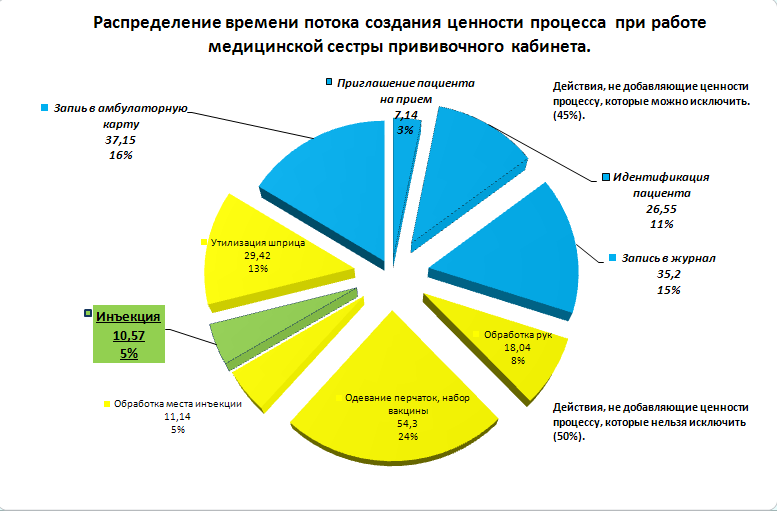 Распределение времени потока создания ценности процесса при работе
медицинской сестры прививочного кабинета.
Приглашение пациента
на прием
7,14
3%
Действия, не добавляющие ценности
процессу, которые можно исключить.
(45%).
Запись в амбулаторную
карту
37,15
16%
Идентификация
пациента
26,55
11%
Утилизация шприца
29,42
13%
Запись в журнал
35,2
15%
Инъекция
10,57
5%
Обработка рук
18,04
8%
Обработка места инъекции
11,14
5%
Одевание перчаток, набор
вакцины
54,3
24%
Действия, не добавляющие ценности
процессу, которые нельзя исключить
(50%).